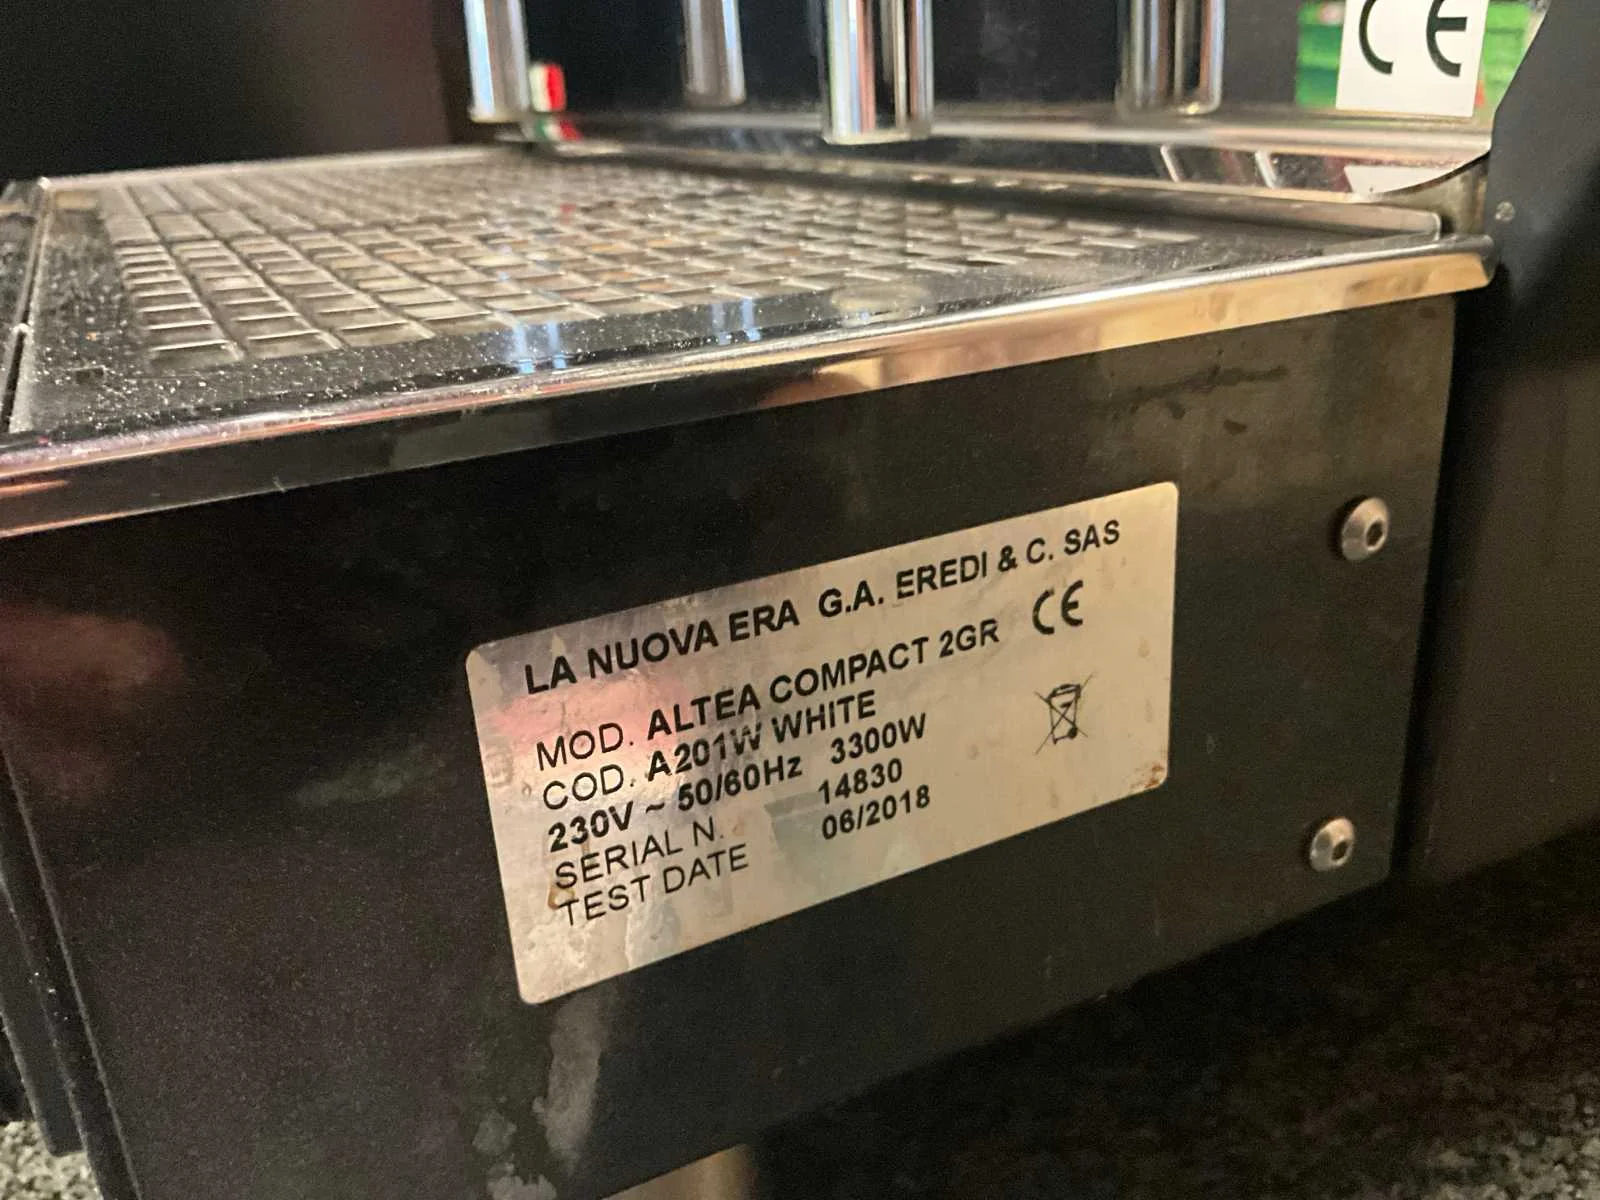 CE
LA NUOVA ERA G.A. EREDI & C. SAS
MOD. ALTEA COMPACT 2GR CE
COD. A201W WHITE
230V ~ 50/60Hz 3300W
SERIAL N. 14830
TEST DATE 06/2018